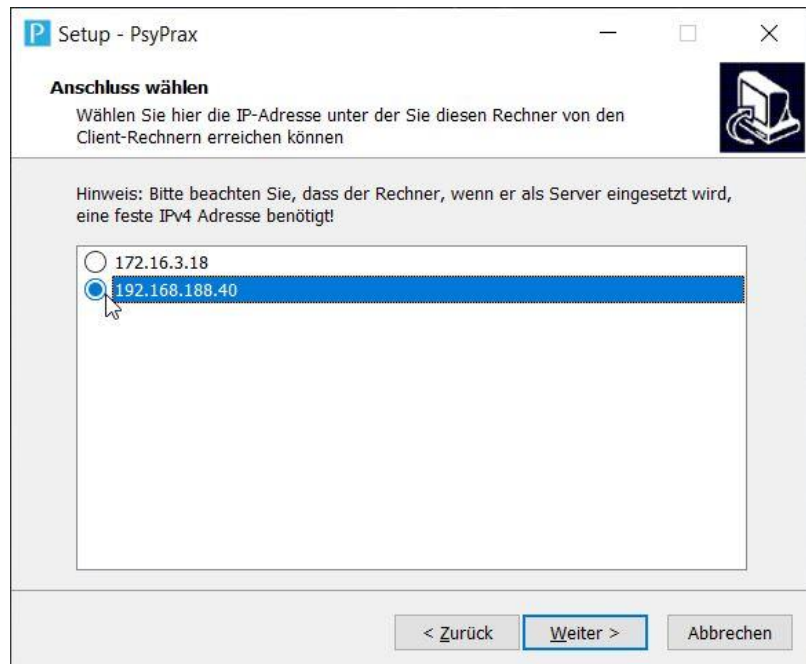 P Setup - PsyPrax
Anschluss wählen
Wählen Sie hier die IP-Adresse unter der Sie diesen Rechner von den
Client-Rechnern erreichen können
Hinweis: Bitte beachten Sie, dass der Rechner, wenn er als Server eingesetzt wird,
eine feste IPv4 Adresse benötigt!
172.16.3.18
192.168.188.40
< Zurück
Weiter >
Abbrechen